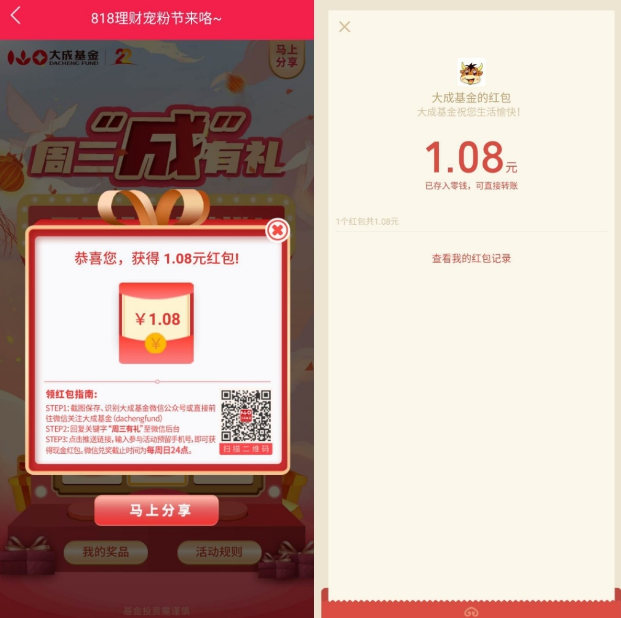 818理财宠粉节来咯~
大成基金
DACHENG FUND
22
马上
分享
周三“成”有礼
恭喜您，获得 1.08元红包!
￥1.08
￥
领红包指南:
STEP1: 截图保存、识别大成基金微信公众号或直接前
往微信关注大成基金 (dachengfund)
STEP2: 回复关键字“周三有礼”至微信后台
STEP3: 点击推送链接，输入参与活动预留手机号，即可获
得现金红包，微信兑奖截止时间为每周日24点。
扫描二维码
马上分享
我的奖品
活动规则
基金投资需谨慎
大成基金的红包
大成基金祝您生活愉快!
1.08元
已存入零钱，可直接转账
1个红包共1.08元
查看我的红包记录